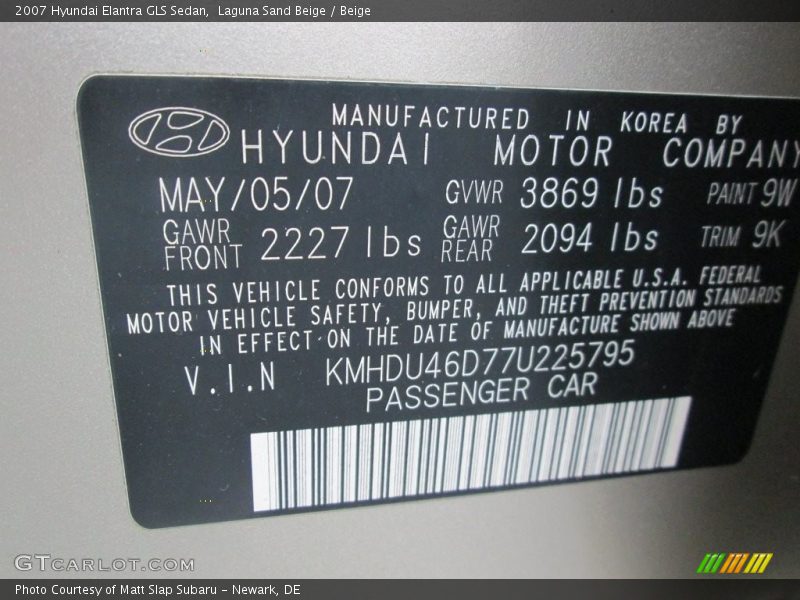 2007 Hyundai Elantra GLS Sedan,  Laguna Sand Beige / Beige
MANUFACTURED IN KOREA BY
HYUNDAI MOTOR COMPANY
MAY/05/07 GVWR 3869 lbs PAINT 9W
GAWR FRONT 2227 lbs GAWR REAR 2094 lbs TRIM 9K
THIS VEHICLE CONFORMS TO ALL APPLICABLE U.S.A. FEDERAL
MOTOR VEHICLE SAFETY, BUMPER, AND THEFT PREVENTION STANDARDS
IN EFFECT ON THE DATE OF MANUFACTURE SHOWN ABOVE
V.I.N KMHDU46D77U225795
PASSENGER CAR
GTCARLOT.COM
Photo Courtesy of Matt Slap Subaru - Newark, DE